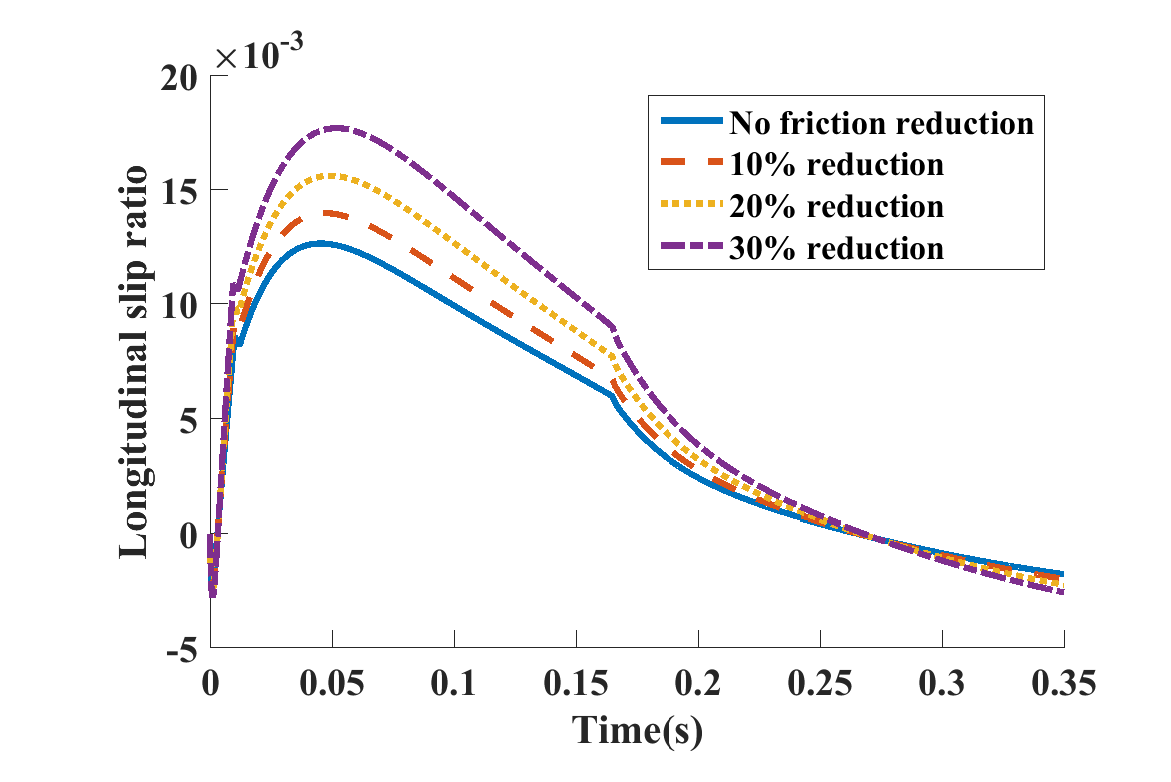 ×10-3
20
15
10
5
0
-5
Longitudinal slip ratio
No friction reduction
10% reduction
20% reduction
30% reduction
0 0.05 0.1 0.15 0.2 0.25 0.3 0.35
Time(s)